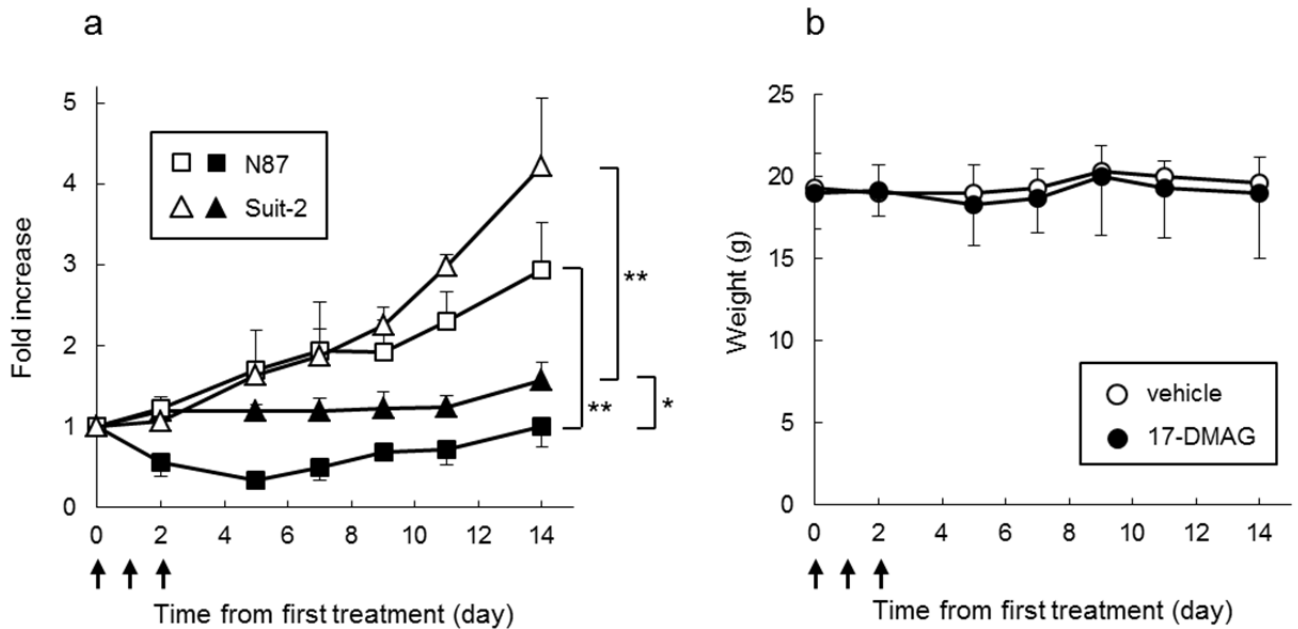 a
Fold increase
5
4
3
2
1
0
N87
Suit-2
**
**
*
0 2 4 6 8 10 12 14
Time from first treatment (day)
b
Weight (g)
25
20
15
10
5
0
vehicle
17-DMAG
0 2 4 6 8 10 12 14
Time from first treatment (day)